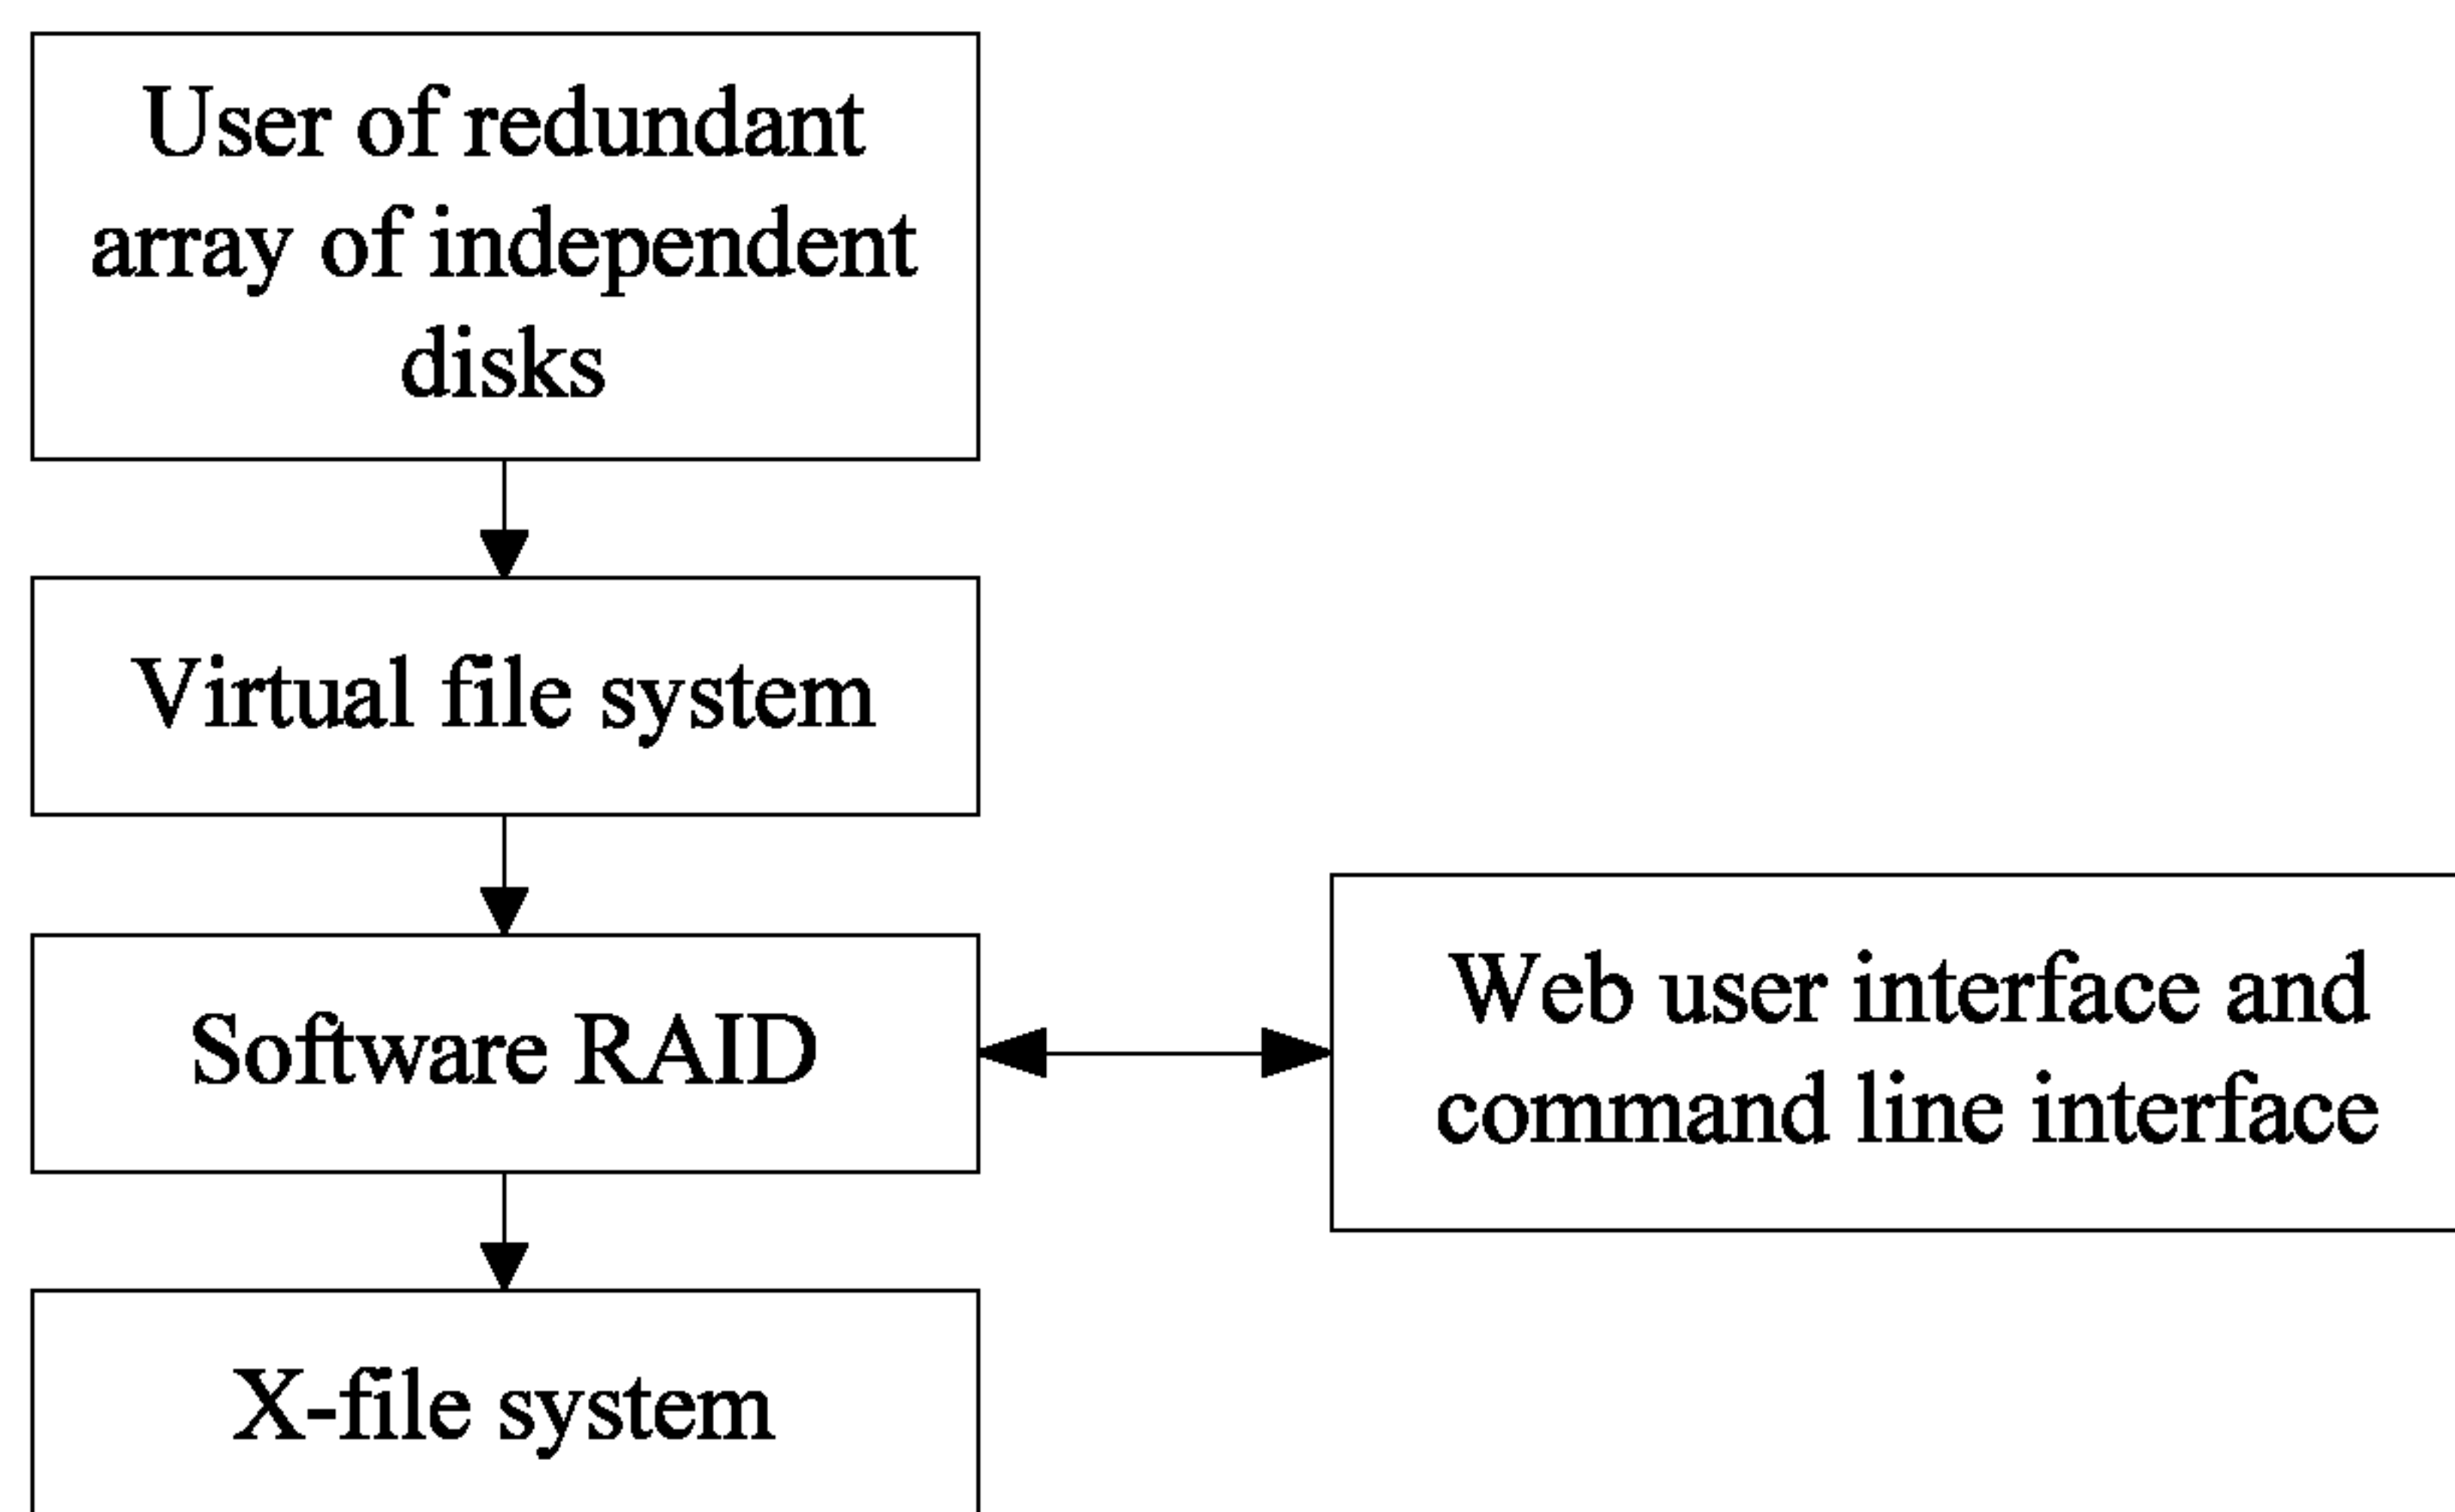 User of redundant
array of independent
disks
Virtual file system
Software RAID
Web user interface and
command line interface
X-file system